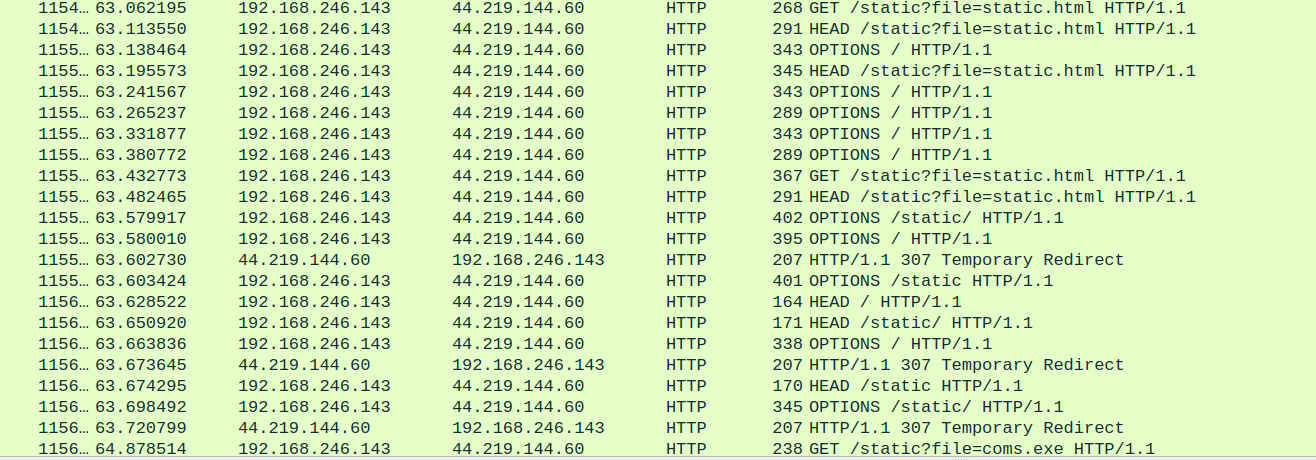 1154… 63.062195 192.168.246.143 44.219.144.60 HTTP 268 GET /static?file=static.html HTTP/1.1
1154… 63.113550 192.168.246.143 44.219.144.60 HTTP 291 HEAD /static?file=static.html HTTP/1.1
1155… 63.138464 192.168.246.143 44.219.144.60 HTTP 343 OPTIONS / HTTP/1.1
1155… 63.195573 192.168.246.143 44.219.144.60 HTTP 345 HEAD /static?file=static.html HTTP/1.1
1155… 63.241567 192.168.246.143 44.219.144.60 HTTP 343 OPTIONS / HTTP/1.1
1155… 63.265237 192.168.246.143 44.219.144.60 HTTP 289 OPTIONS / HTTP/1.1
1155… 63.331877 192.168.246.143 44.219.144.60 HTTP 343 OPTIONS / HTTP/1.1
1155… 63.380772 192.168.246.143 44.219.144.60 HTTP 289 OPTIONS / HTTP/1.1
1155… 63.432773 192.168.246.143 44.219.144.60 HTTP 367 GET /static?file=static.html HTTP/1.1
1155… 63.482465 192.168.246.143 44.219.144.60 HTTP 291 HEAD /static?file=static.html HTTP/1.1
1155… 63.579917 192.168.246.143 44.219.144.60 HTTP 402 OPTIONS /static/ HTTP/1.1
1155… 63.580010 192.168.246.143 44.219.144.60 HTTP 395 OPTIONS / HTTP/1.1
1155… 63.602730 44.219.144.60 192.168.246.143 HTTP 207 HTTP/1.1 307 Temporary Redirect
1155… 63.603424 192.168.246.143 44.219.144.60 HTTP 401 OPTIONS /static HTTP/1.1
1156… 63.628522 192.168.246.143 44.219.144.60 HTTP 164 HEAD / HTTP/1.1
1156… 63.650920 192.168.246.143 44.219.144.60 HTTP 171 HEAD /static/ HTTP/1.1
1156… 63.663836 192.168.246.143 44.219.144.60 HTTP 338 OPTIONS / HTTP/1.1
1156… 63.673645 44.219.144.60 192.168.246.143 HTTP 207 HTTP/1.1 307 Temporary Redirect
1156… 63.674295 192.168.246.143 44.219.144.60 HTTP 170 HEAD /static HTTP/1.1
1156… 63.698492 192.168.246.143 44.219.144.60 HTTP 345 OPTIONS /static/ HTTP/1.1
1156… 63.720799 44.219.144.60 192.168.246.143 HTTP 207 HTTP/1.1 307 Temporary Redirect
1156… 64.878514 192.168.246.143 44.219.144.60 HTTP 238 GET /static?file=coms.exe HTTP/1.1